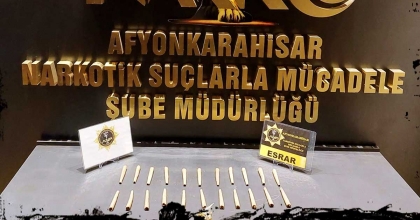 AFYONKARAHİSAR
NARKOTİK SUÇLARLA MÜCADELE
ŞUBE MÜDÜRLÜĞÜ
ESRAR